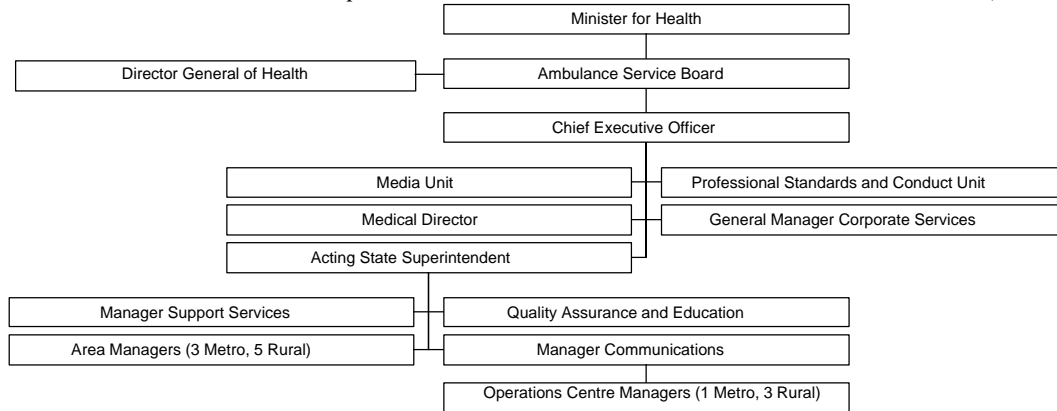 Minister for Health
Director General of Health
Ambulance Service Board
Chief Executive Officer
Media Unit
Professional Standards and Conduct Unit
Medical Director
General Manager Corporate Services
Acting State Superintendent
Manager Support Services
Quality Assurance and Education
Area Managers (3 Metro, 5 Rural)
Manager Communications
Operations Centre Managers (1 Metro, 3 Rural)